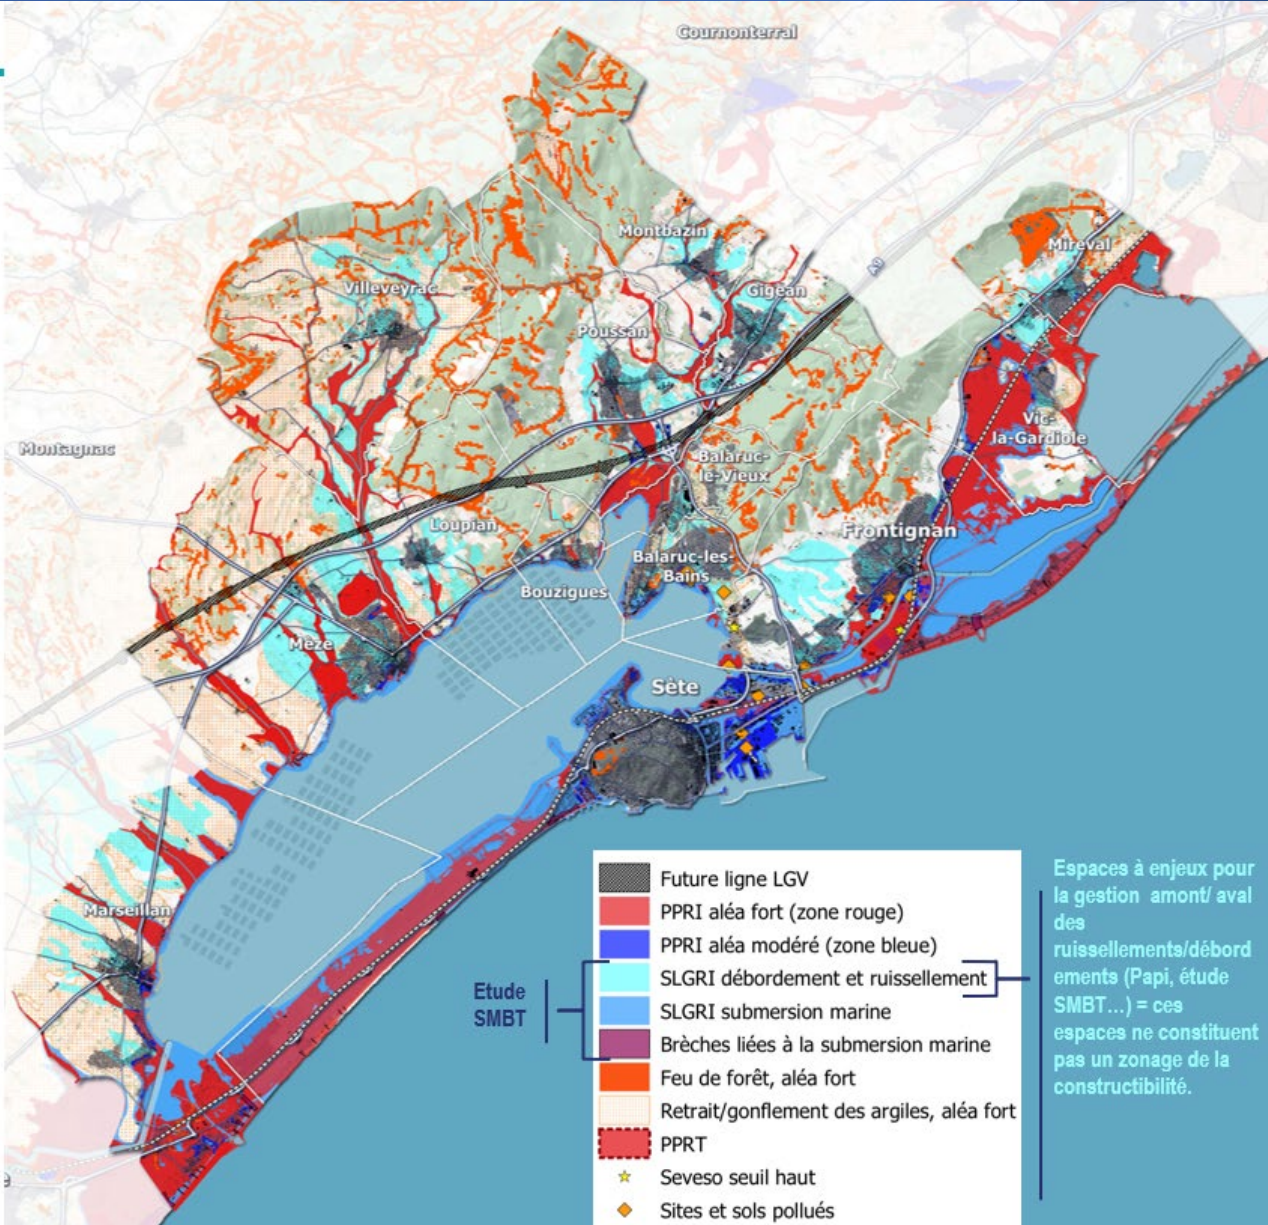 Cournonterral
Montbazin
Mireval
A9
Villeveyrac
Gigean
Poussan
Vic-
la-Gardiole
Montagnac
Balaruc-
le-Vieux
Loupian
Frontignan
Balaruc-les-
Bains
Bouzigues
Mèze
Sète
Marseillan
Future ligne LGV
PPRI aléa fort (zone rouge)
PPRI aléa modéré (zone bleue)
SLGRI débordement et ruissellement
SLGRI submersion marine
Brèches liées à la submersion marine
Feu de forêt, aléa fort
Retrait/gonflement des argiles, aléa fort
PPRT
Seveso seuil haut
Sites et sols pollués
Etude
SMBT
Espaces à enjeux pour
la gestion amont/ aval
des
ruissellements/débord
ements (Papi, étude
SMBT...) = ces
espaces ne constituent
pas un zonage de la
constructibilité.